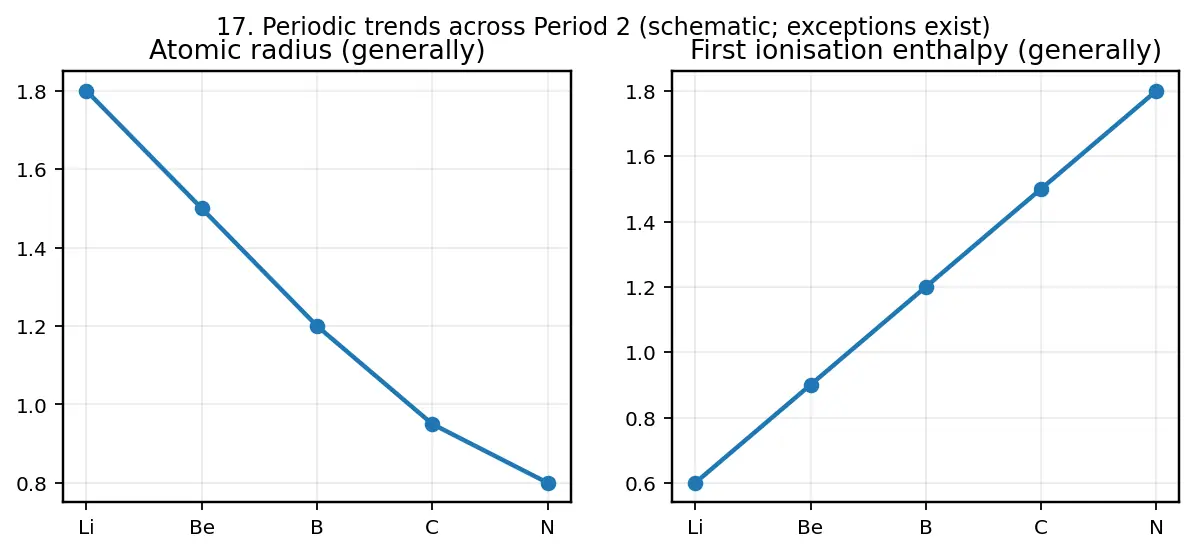 17. Periodic trends across Period 2 (schematic; exceptions exist)
Atomic radius (generally)
1.8
1.6
1.4
1.2
1.0
0.8
Li Be B C N
First ionisation enthalpy (generally)
1.8
1.6
1.4
1.2
1.0
0.8
0.6
Li Be B C N